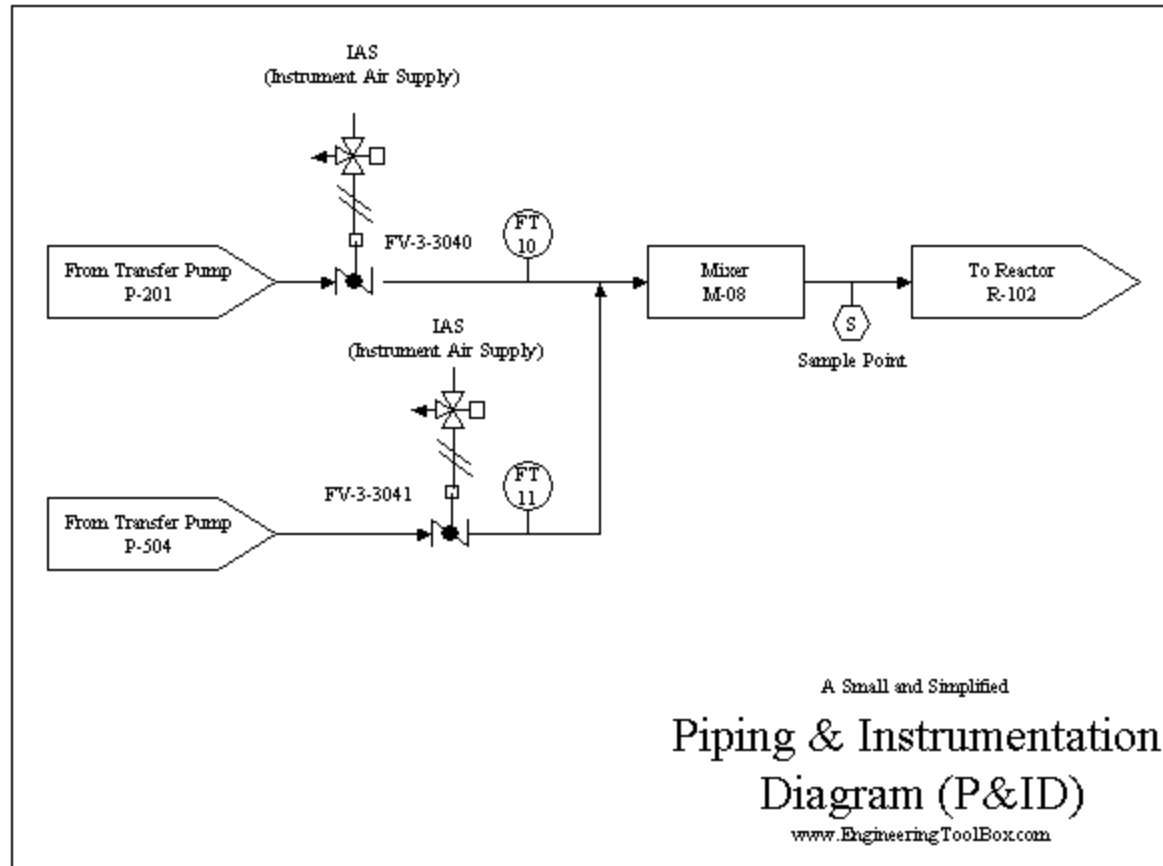 IAS
(Instrument Air Supply)
FV-3-3040
FT
10
From Transfer Pump
P-201
Mixer
M-08
To Reactor
R-102
S
Sample Point
IAS
(Instrument Air Supply)
FV-3-3041
FT
11
From Transfer Pump
P-504
A Small and Simplified
Piping & Instrumentation
Diagram (P&ID)
www.EngineeringToolBox.com